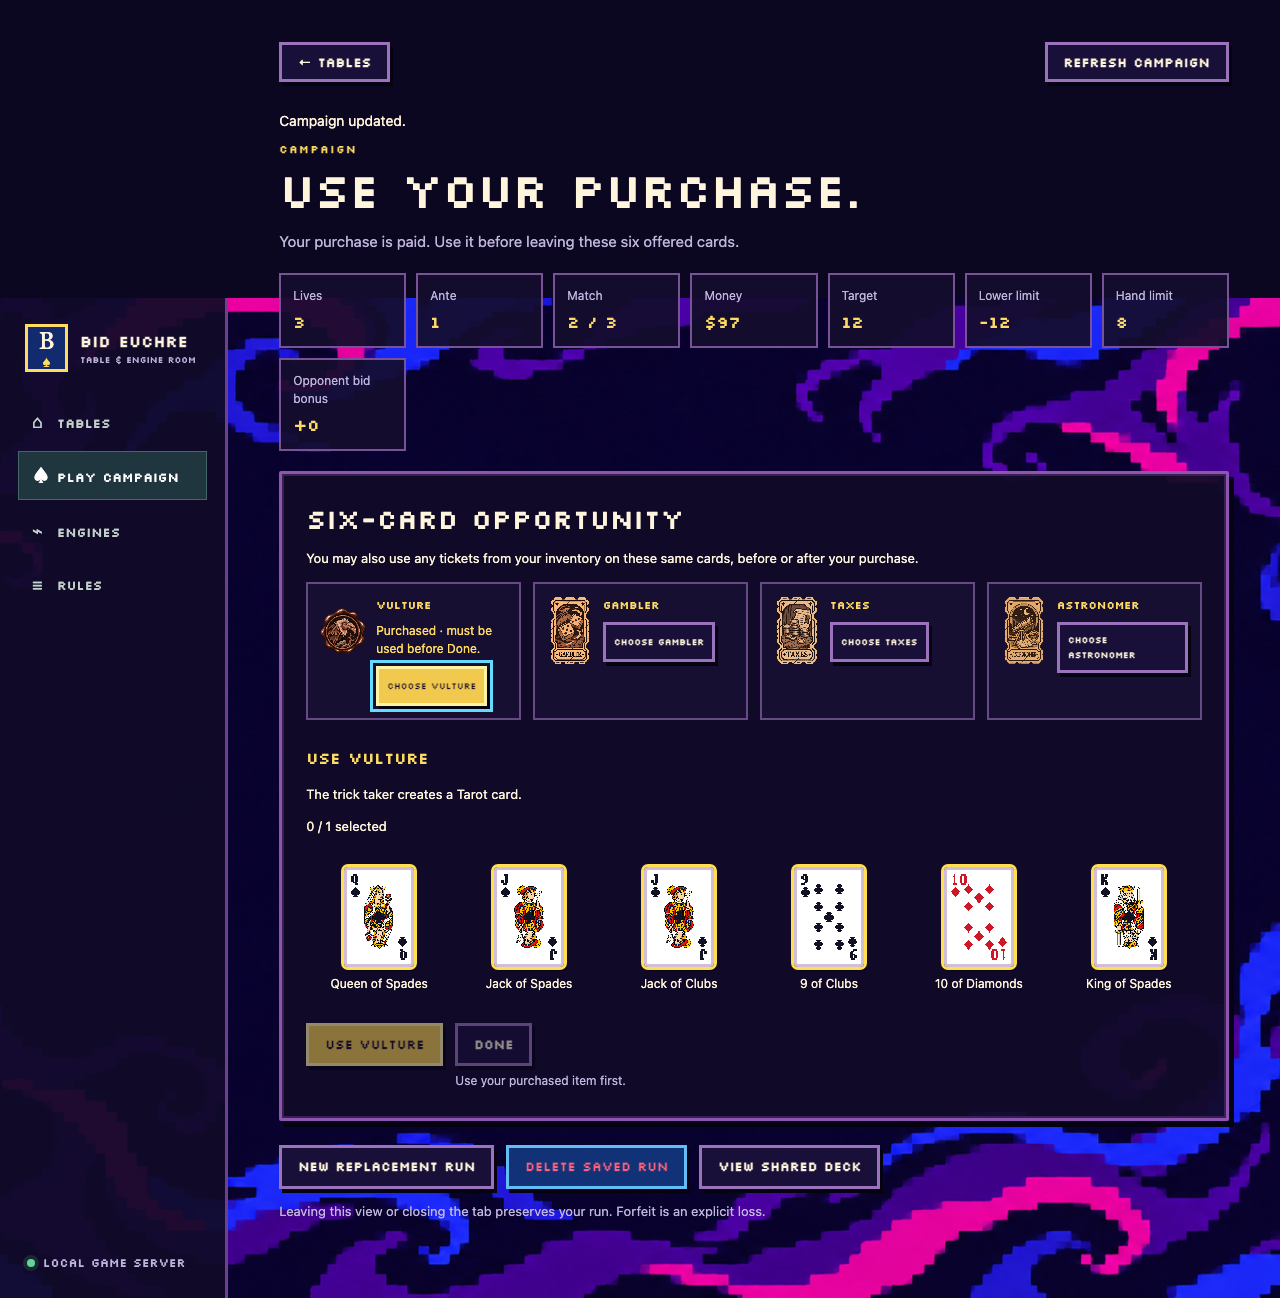 ← TABLES
REFRESH CAMPAIGN
Campaign updated.
CAMPAIGN
USE YOUR PURCHASE.
Your purchase is paid. Use it before leaving these six offered cards.
Lives
3
Ante
1
Match
2 / 3
Money
$97
Target
12
Lower limit
-12
Hand limit
8
Opponent bid
bonus
+0
B
BID EUCHRE
TABLE & ENGINE ROOM
TABLES
PLAY CAMPAIGN
ENGINES
RULES
LOCAL GAME SERVER
SIX-CARD OPPORTUNITY
You may also use any tickets from your inventory on these same cards, before or after your purchase.
VULTURE
Purchased · must be
used before Done.
CHOOSE VULTURE
GAMBLER
CHOOSE GAMBLER
TAXES
TAXES
CHOOSE TAXES
ASTRONOMER
CHOOSE
ASTRONOMER
USE VULTURE
The trick taker creates a Tarot card.
0 / 1 selected
Q
Q
Queen of Spades
J
J
Jack of Spades
J
J
Jack of Clubs
9
9
9 of Clubs
10
10
10 of Diamonds
K
K
King of Spades
USE VULTURE
DONE
Use your purchased item first.
NEW REPLACEMENT RUN
DELETE SAVED RUN
VIEW SHARED DECK
Leaving this view or closing the tab preserves your run. Forfeit is an explicit loss.